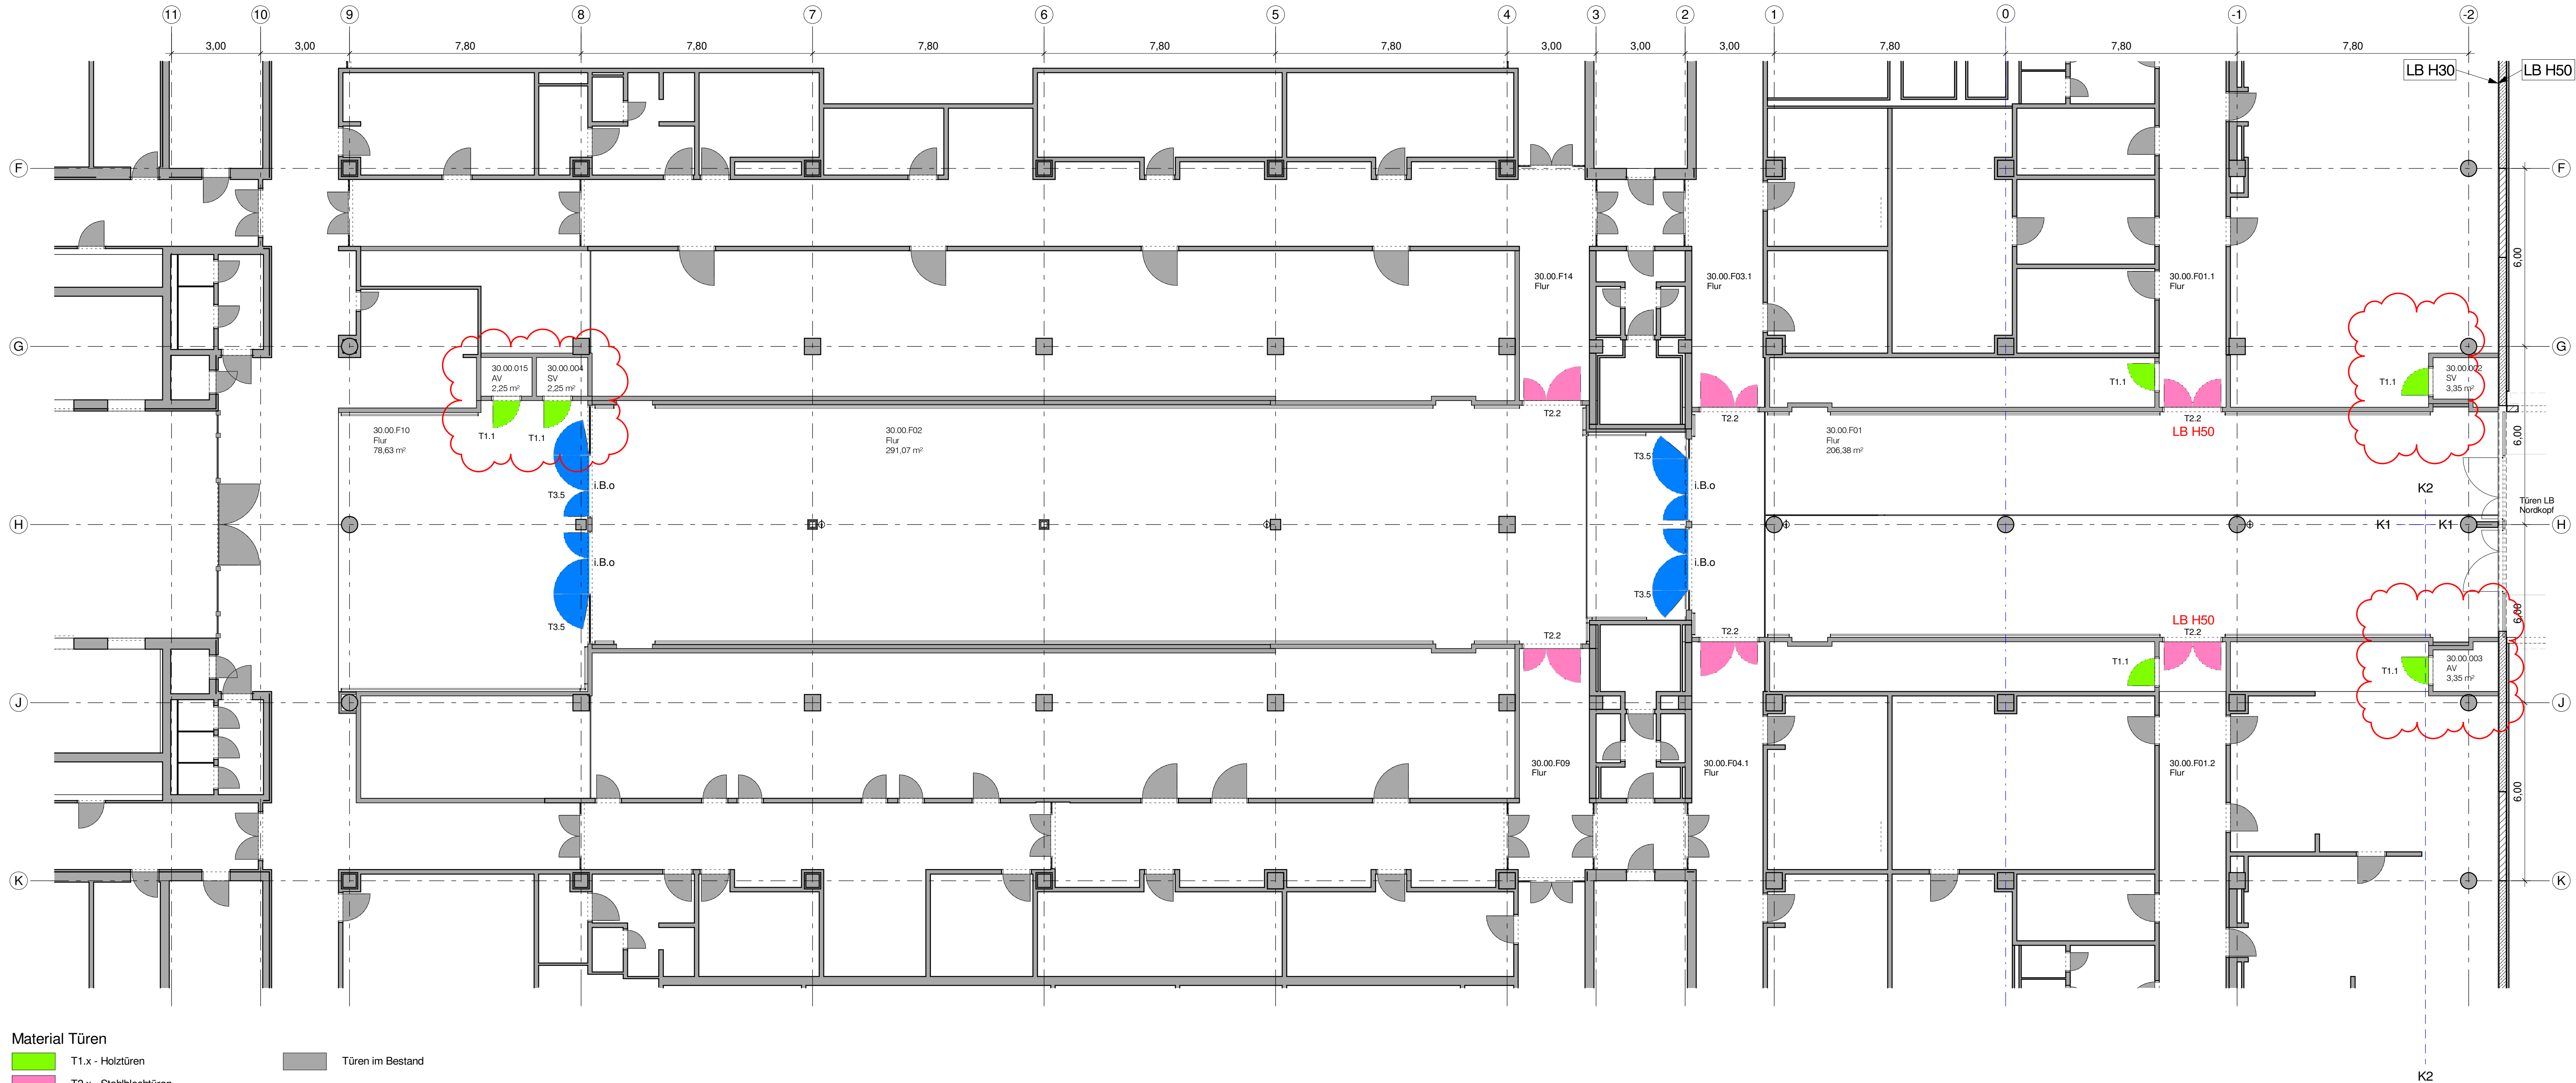 11 10 9 8 7 6 5 4 3 2 1 0 -1 -2
3,00 3,00 7,80 7,80 7,80 7,80 7,80 3,00 3,00 3,00 7,80 7,80 7,80
LB H30 LB H50
F F
6,00
30.00.F14
Flur
30.00.F03.1
Flur
30.00.F01.1
Flur
G G
30.00.015
AV
2,25 m²
30.00.004
SV
2,25 m²
T1.1
T1.1
30.00.002
SV
3,35 m²
T1.1 T1.1
T2.2 T2.2 T2.2
LB H50
6,00
30.00.F10
Flur
78,63 m²
30.00.F02
Flur
291,07 m²
30.00.F01
Flur
206,38 m²
T3.5 i.B.o
T3.5 i.B.o
K2
Türen LB
Nordkopf
H K1 K1 H
i.B.o
T3.5
i.B.o
T3.5
6,00
LB H50
T2.2 T2.2 T2.2
T1.1 T1.1
30.00.003
AV
3,35 m²
J J
30.00.F09
Flur
30.00.F04.1
Flur
30.00.F01.2
Flur
6,00
K K
Material Türen
T1.x - Holztüren
Türen im Bestand
T2.x - Stahlblechtüren
K2